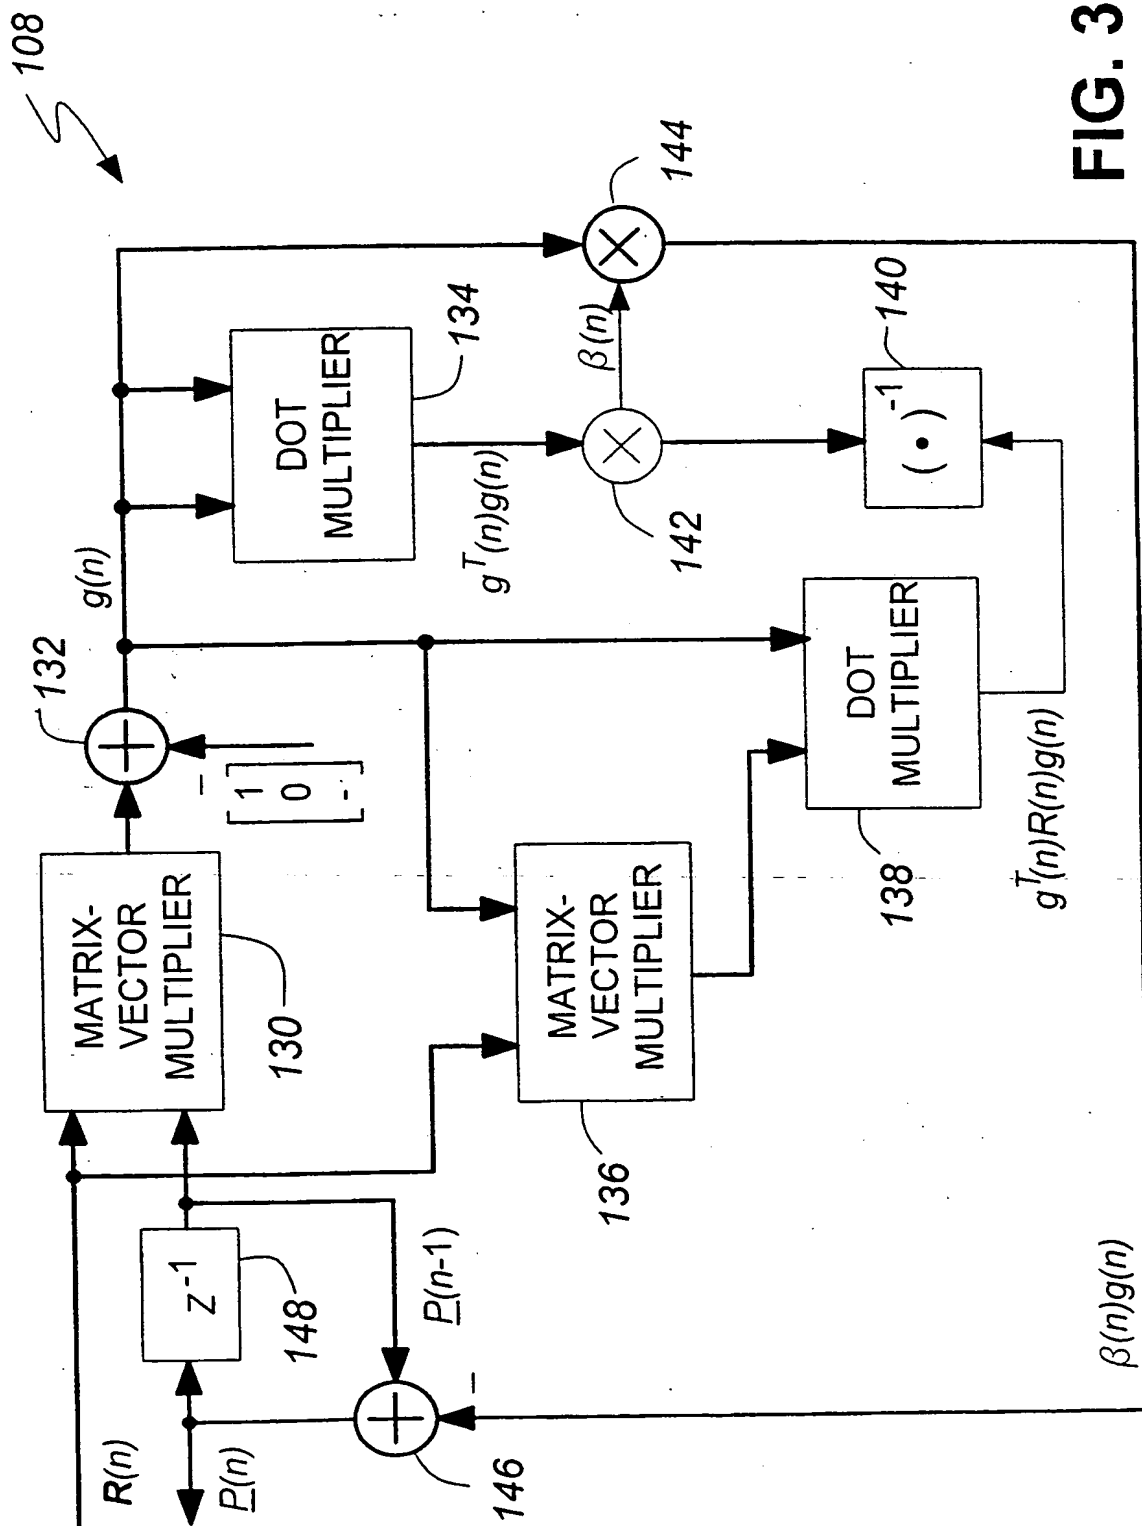 108
R(n)
P(n)
z⁻¹
148
P(n-1)
146
MATRIX-
VECTOR
MULTIPLIER
130
132
−
1
0
:
g(n)
DOT
MULTIPLIER
134
gᵀ(n)g(n)
MATRIX-
VECTOR
MULTIPLIER
136
DOT
MULTIPLIER
138
gᵀ(n)R(n)g(n)
142
β(n)
144
(•)⁻¹
140
−
β(n)g(n)
FIG. 3